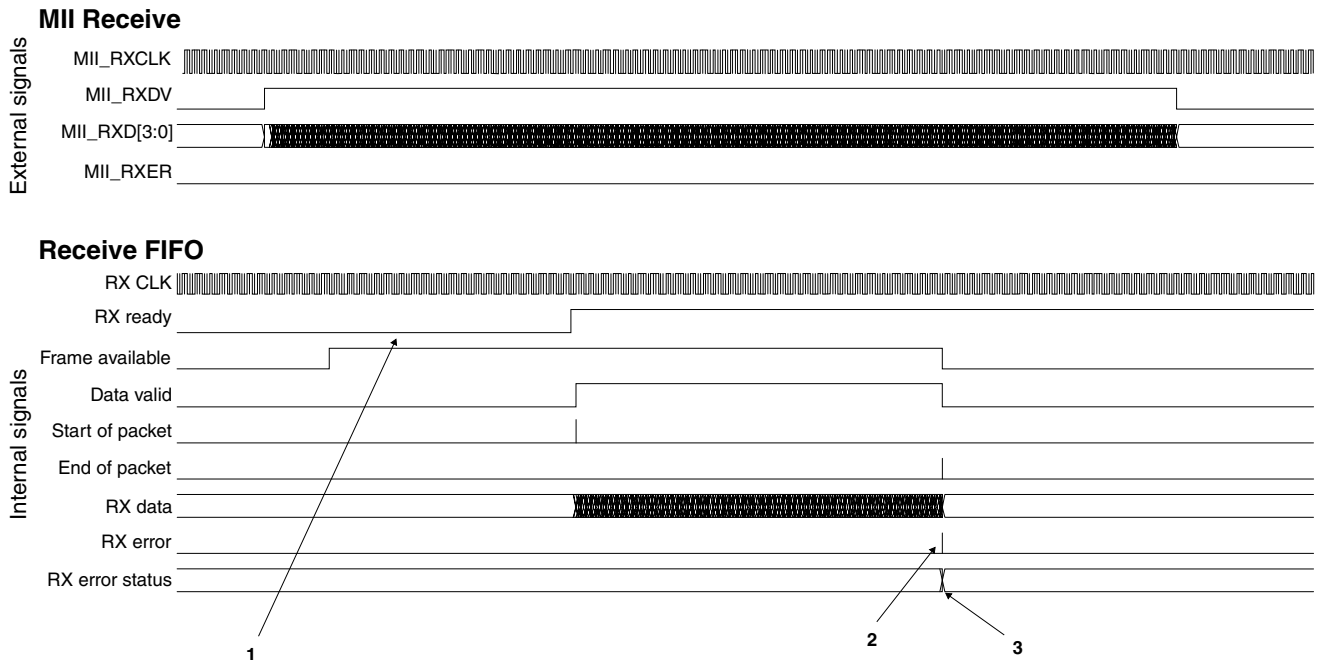 MII Receive
External signals
MII_RXCLK
MII_RXDV
MII_RXD[3:0]
MII_RXER
Receive FIFO
Internal signals
RX CLK
RX ready
Frame available
Data valid
Start of packet
End of packet
RX data
RX error
RX error status
1
2
3